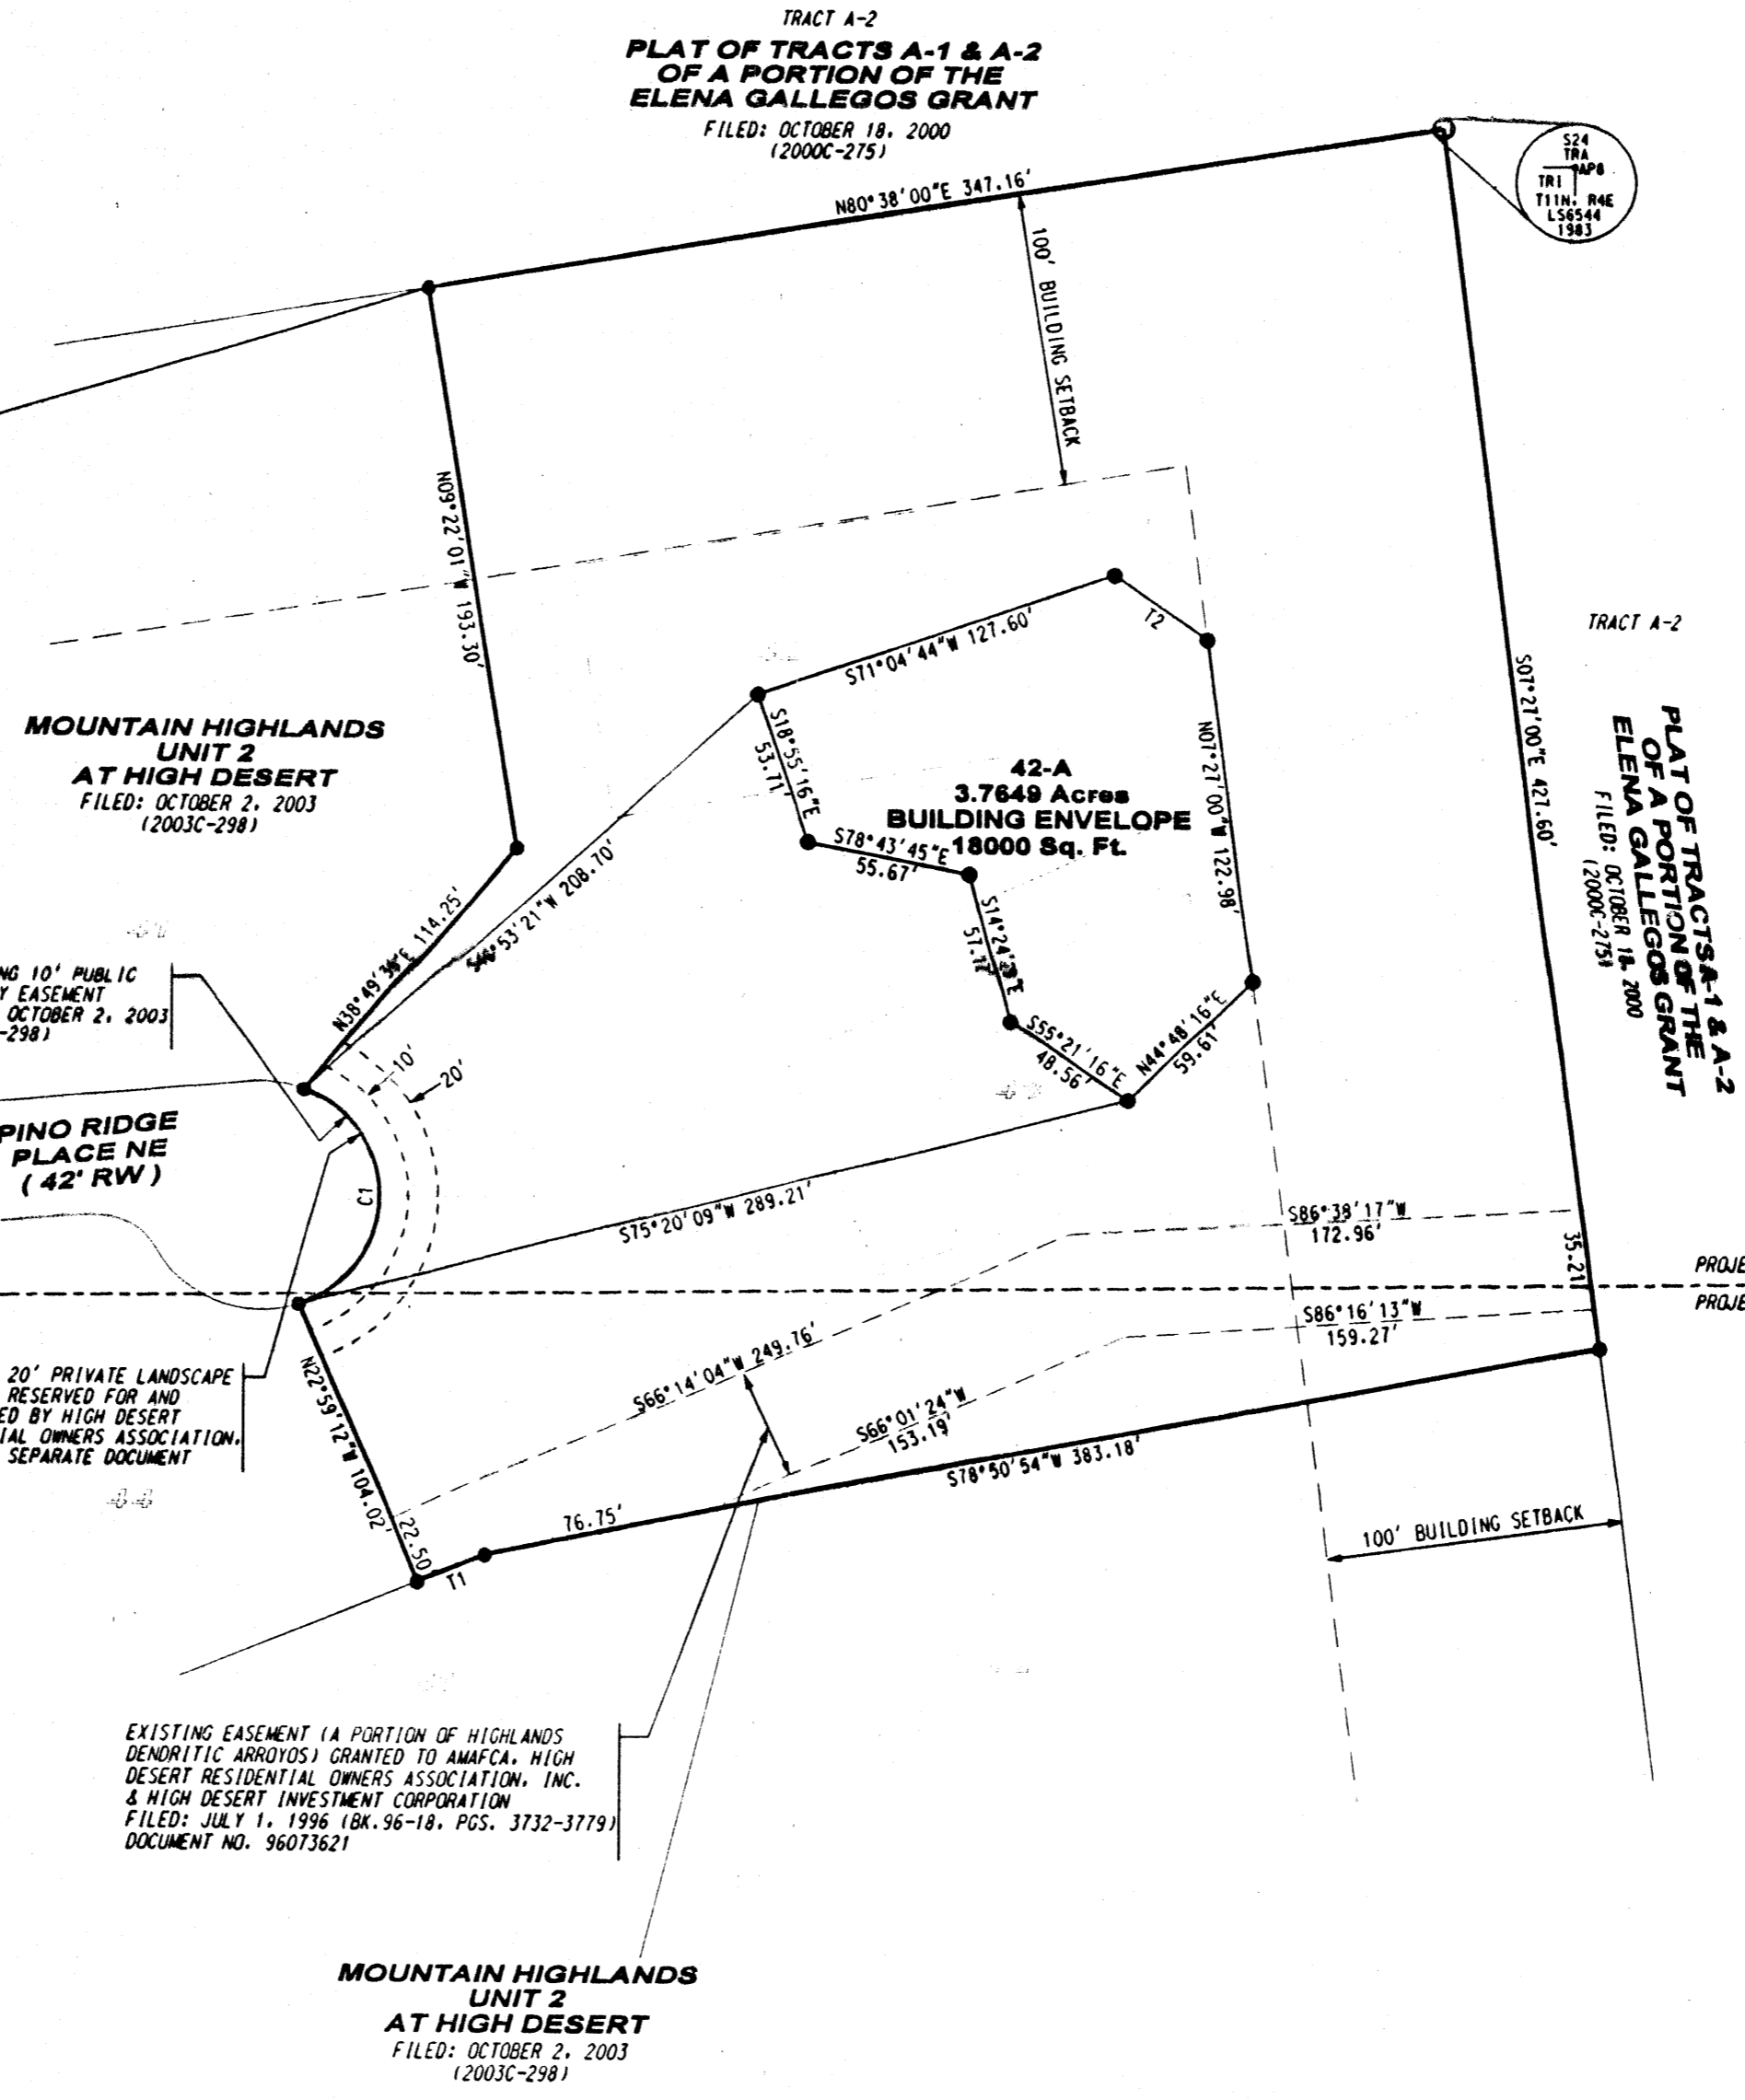 TRACT A-2
PLAT OF TRACTS A-1 & A-2
OF A PORTION OF THE
ELENA GALLEGOS GRANT
FILED: OCTOBER 18, 2000
(2000C-275)
S24
TRA
AP8
TR1
T11N, R4E
LS6544
1983
N80°38'00"E 347.16'
100' BUILDING SETBACK
N09°22'01"W 193.30'
T2
S71°04'44"W 127.60'
TRACT A-2
S07°27'00"E 427.60'
PLAT OF TRACTS A-1 & A-2
OF A PORTION OF THE
ELENA GALLEGOS GRANT
FILED: OCTOBER 18, 2000
MOUNTAIN HIGHLANDS
UNIT 2
AT HIGH DESERT
FILED: OCTOBER 2, 2003
(2003C-298)
S18°55'16"E
53.71'
N07°27'00"W 122.98'
42-A
3.7649 Acres
BUILDING ENVELOPE
18000 Sq. Ft.
S78°43'45"E
55.67'
208.70'
114.25'
NG 10' PUBLIC
Y EASEMENT
OCTOBER 2, 2003
-298)
S55°21'16"E
48.56'
N44°48'16"E
59.61'
10'
20'
PINO RIDGE
PLACE NE
( 42' RW )
C1
S75°20'09"W 289.21'
S86°38'17"W
172.96'
35.21
PROJE
PROJE
S86°16'13"W
159.27'
20' PRIVATE LANDSCAPE
RESERVED FOR AND
ED BY HIGH DESERT
IAL OWNERS ASSOCIATION,
SEPARATE DOCUMENT
N22°59'12"W 104.02'
22.50
S66°14'04"W 249.76'
S66°01'24"W
153.19'
S78°50'54"W 383.18'
76.75'
T1
100' BUILDING SETBACK
EXISTING EASEMENT (A PORTION OF HIGHLANDS
DENDRITIC ARROYOS) GRANTED TO AMAFCA, HIGH
DESERT RESIDENTIAL OWNERS ASSOCIATION, INC.
& HIGH DESERT INVESTMENT CORPORATION
FILED: JULY 1, 1996 (BK.96-18, PGS. 3732-3779)
DOCUMENT NO. 96073621
MOUNTAIN HIGHLANDS
UNIT 2
AT HIGH DESERT
FILED: OCTOBER 2, 2003
(2003C-298)